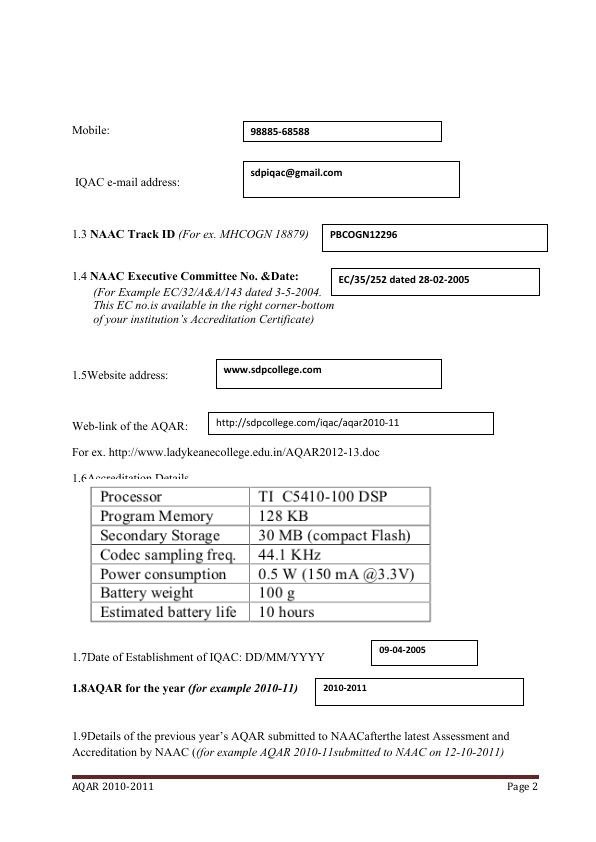 Mobile:
98885-68588
IQAC e-mail address:
sdpiqac@gmail.com
1.3 NAAC Track ID (For ex. MHCOGN 18879)
PBCOGN12296
1.4 NAAC Executive Committee No. &Date:
EC/35/252 dated 28-02-2005
(For Example EC/32/A&A/143 dated 3-5-2004.
This EC no.is available in the right corner-bottom
of your institution's Accreditation Certificate)
1.5Website address:
www.sdpcollege.com
Web-link of the AQAR:
http://sdpcollege.com/iqac/aqar2010-11
For ex. http://www.ladykeanecollege.edu.in/AQAR2012-13.doc
1.6Accreditation Details
Processor TI C5410-100 DSP
Program Memory 128 KB
Secondary Storage 30 MB (compact Flash)
Codec sampling freq. 44.1 KHz
Power consumption 0.5 W (150 mA @3.3V)
Battery weight 100 g
Estimated battery life 10 hours
1.7Date of Establishment of IQAC: DD/MM/YYYY
09-04-2005
1.8AQAR for the year (for example 2010-11)
2010-2011
1.9Details of the previous year's AQAR submitted to NAACafterthe latest Assessment and
Accreditation by NAAC ((for example AQAR 2010-11submitted to NAAC on 12-10-2011)
AQAR 2010-2011 Page 2